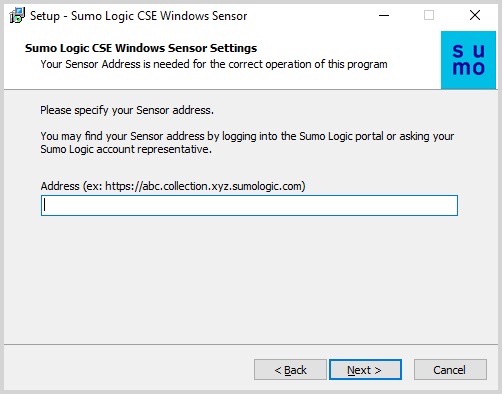 Setup - Sumo Logic CSE Windows Sensor
Sumo Logic CSE Windows Sensor Settings
Your Sensor Address is needed for the correct operation of this program
su
mo
Please specify your Sensor address.
You may find your Sensor address by logging into the Sumo Logic portal or asking your
Sumo Logic account representative.
Address (ex: https://abc.collection.xyz.sumologic.com)
< Back
Next >
Cancel